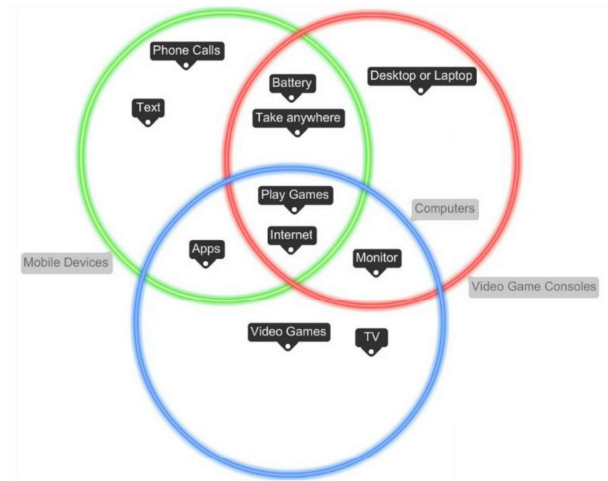 Phone Calls
Battery
Desktop or Laptop
Text
Take anywhere
Play Games
Computers
Internet
Apps
Monitor
Mobile Devices
Video Game Consoles
Video Games
TV